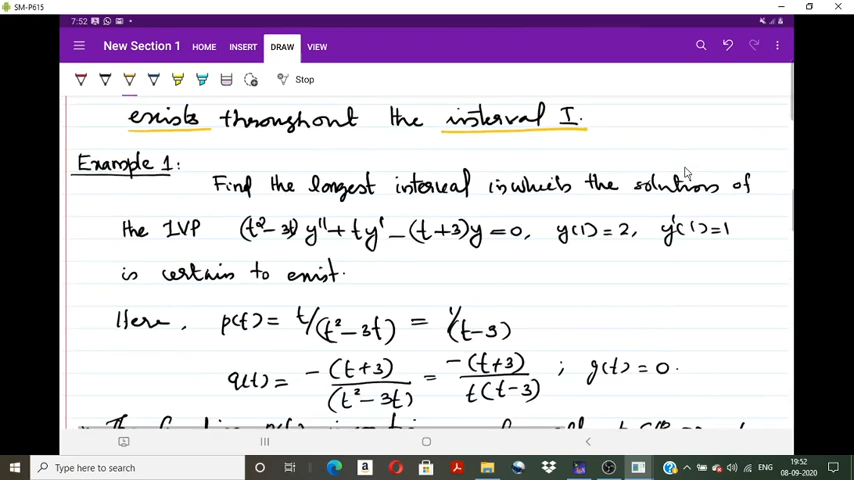 SM-P615
7:52
New Section 1 HOME INSERT DRAW VIEW
Stop
exists throughout the interval I.
Example 1:
Find the largest interval in which the solutions of
the IVP (t²-3t) y'' + ty' - (t+3)y = 0, y(1) = 2, y'(1) = 1
is certain to exist.
Here, p(t) = t/(t²-3t) = 1/(t-3)
q(t) = -(t+3)/(t²-3t) = -(t+3)/t(t-3) ; g(t) = 0.
Type here to search
ENG
19:52
08-09-2020